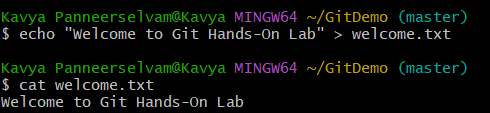 Kavya Panneerselvam@Kavya MINGW64 ~/GitDemo (master)
$ echo "Welcome to Git Hands-On Lab" > welcome.txt
Kavya Panneerselvam@Kavya MINGW64 ~/GitDemo (master)
$ cat welcome.txt
Welcome to Git Hands-On Lab